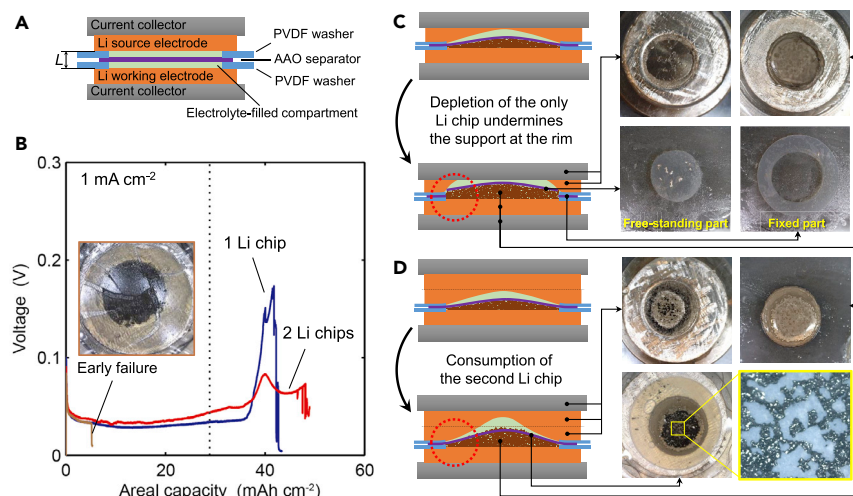 A
Current collector
Li source electrode
L
Li working electrode
Current collector
PVDF washer
AAO separator
PVDF washer
Electrolyte-filled compartment
B
0.3
0.2
0.1
0
Voltage (V)
1 mA cm⁻²
1 Li chip
2 Li chips
Early failure
0
20
40
60
Areal capacity (mAh cm⁻²)
C
Depletion of the only
Li chip undermines
the support at the rim
Free-standing part
Fixed part
D
Consumption of
the second Li chip